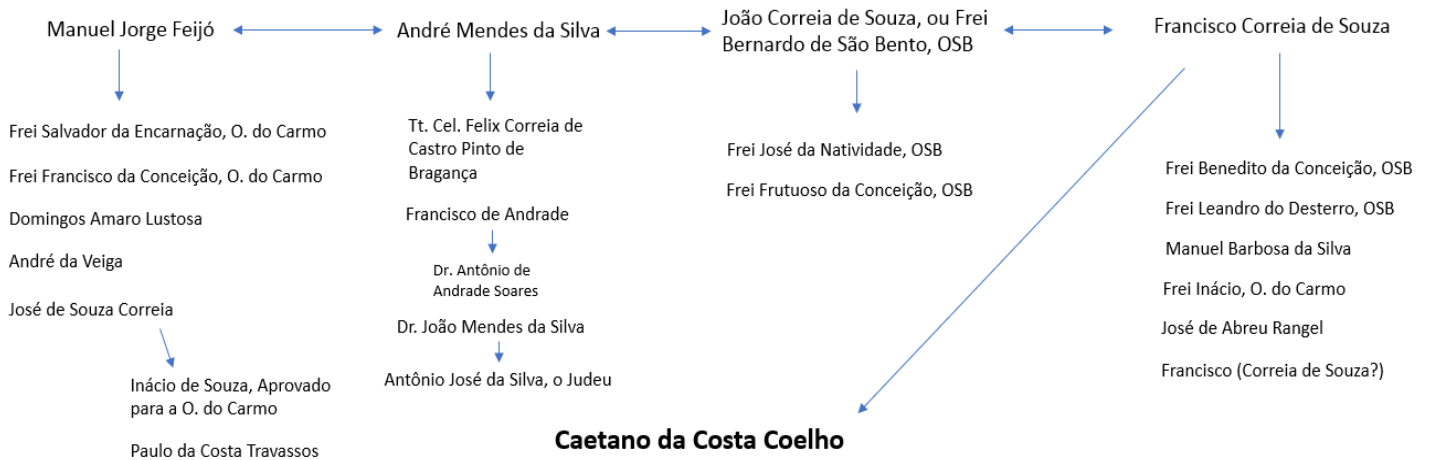 Manuel Jorge Feijó
André Mendes da Silva
João Correia de Souza, ou Frei
Bernardo de São Bento, OSB
Francisco Correia de Souza
Frei Salvador da Encarnação, O. do Carmo
Frei Francisco da Conceição, O. do Carmo
Domingos Amaro Lustosa
André da Veiga
José de Souza Correia
Inácio de Souza, Aprovado
para a O. do Carmo
Paulo da Costa Travassos
Tt. Cel. Felix Correia de
Castro Pinto de
Bragança
Francisco de Andrade
Dr. Antônio de
Andrade Soares
Dr. João Mendes da Silva
Antônio José da Silva, o Judeu
Frei José da Natividade, OSB
Frei Frutuoso da Conceição, OSB
Frei Benedito da Conceição, OSB
Frei Leandro do Desterro, OSB
Manuel Barbosa da Silva
Frei Inácio, O. do Carmo
José de Abreu Rangel
Francisco (Correia de Souza?)
Caetano da Costa Coelho